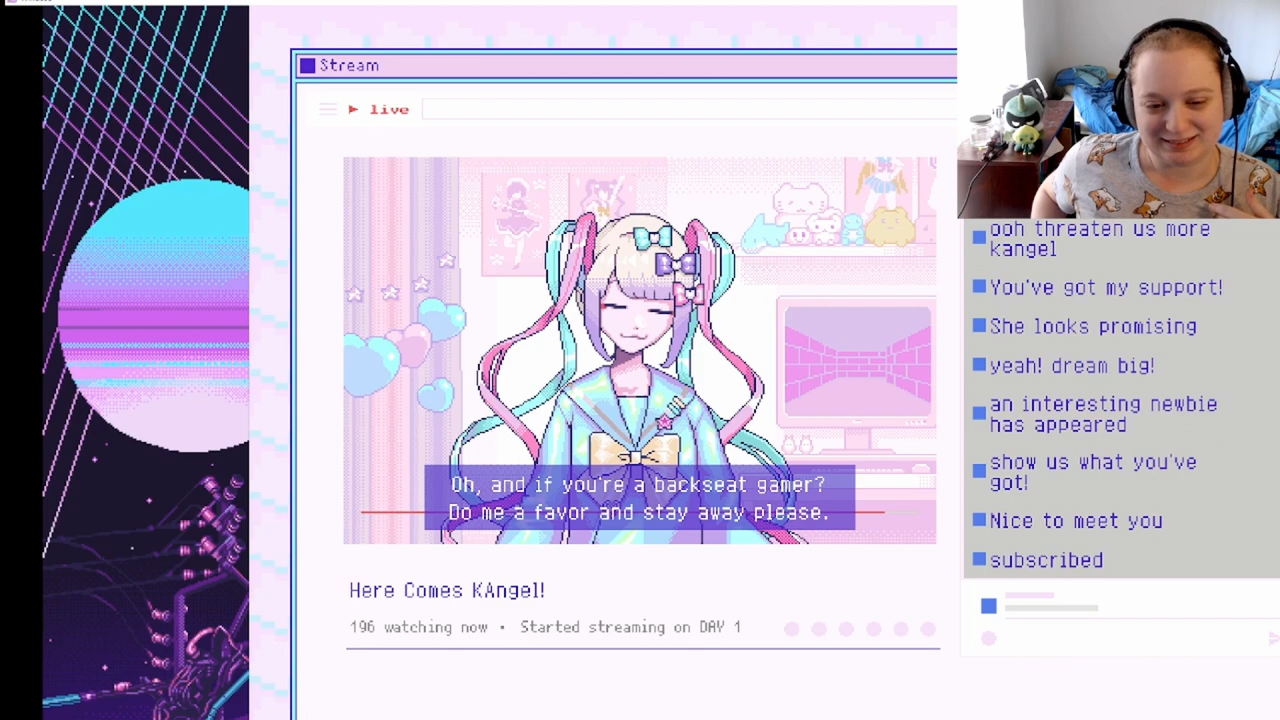 Stream
live
Oh, and if you're a backseat gamer?
Do me a favor and stay away please.
Here Comes KAngel!
196 watching now • Started streaming on DAY 1
ooh threaten us more
kangel
You've got my support!
She looks promising
yeah! dream big!
an interesting newbie
has appeared
show us what you've
got!
Nice to meet you
subscribed